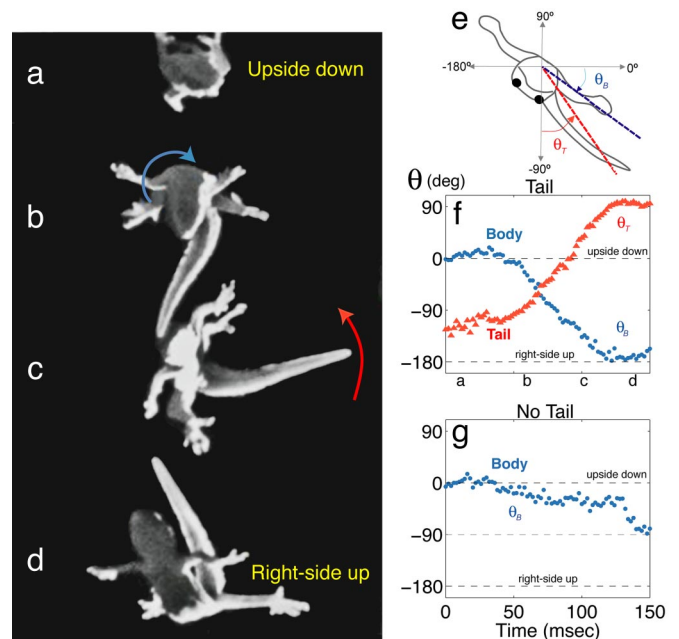 a
Upside down
b
c
d
Right-side up
e
90º
-180º
0º
θB
θT
-90º
Tail
θ (deg)
f
90
0
−90
−180
Body
θT
upside down
Tail
θB
right-side up
a
b
c
d
No Tail
g
90
0
−90
−180
Body
upside down
θB
right-side up
0
50
100
150
Time (msec)